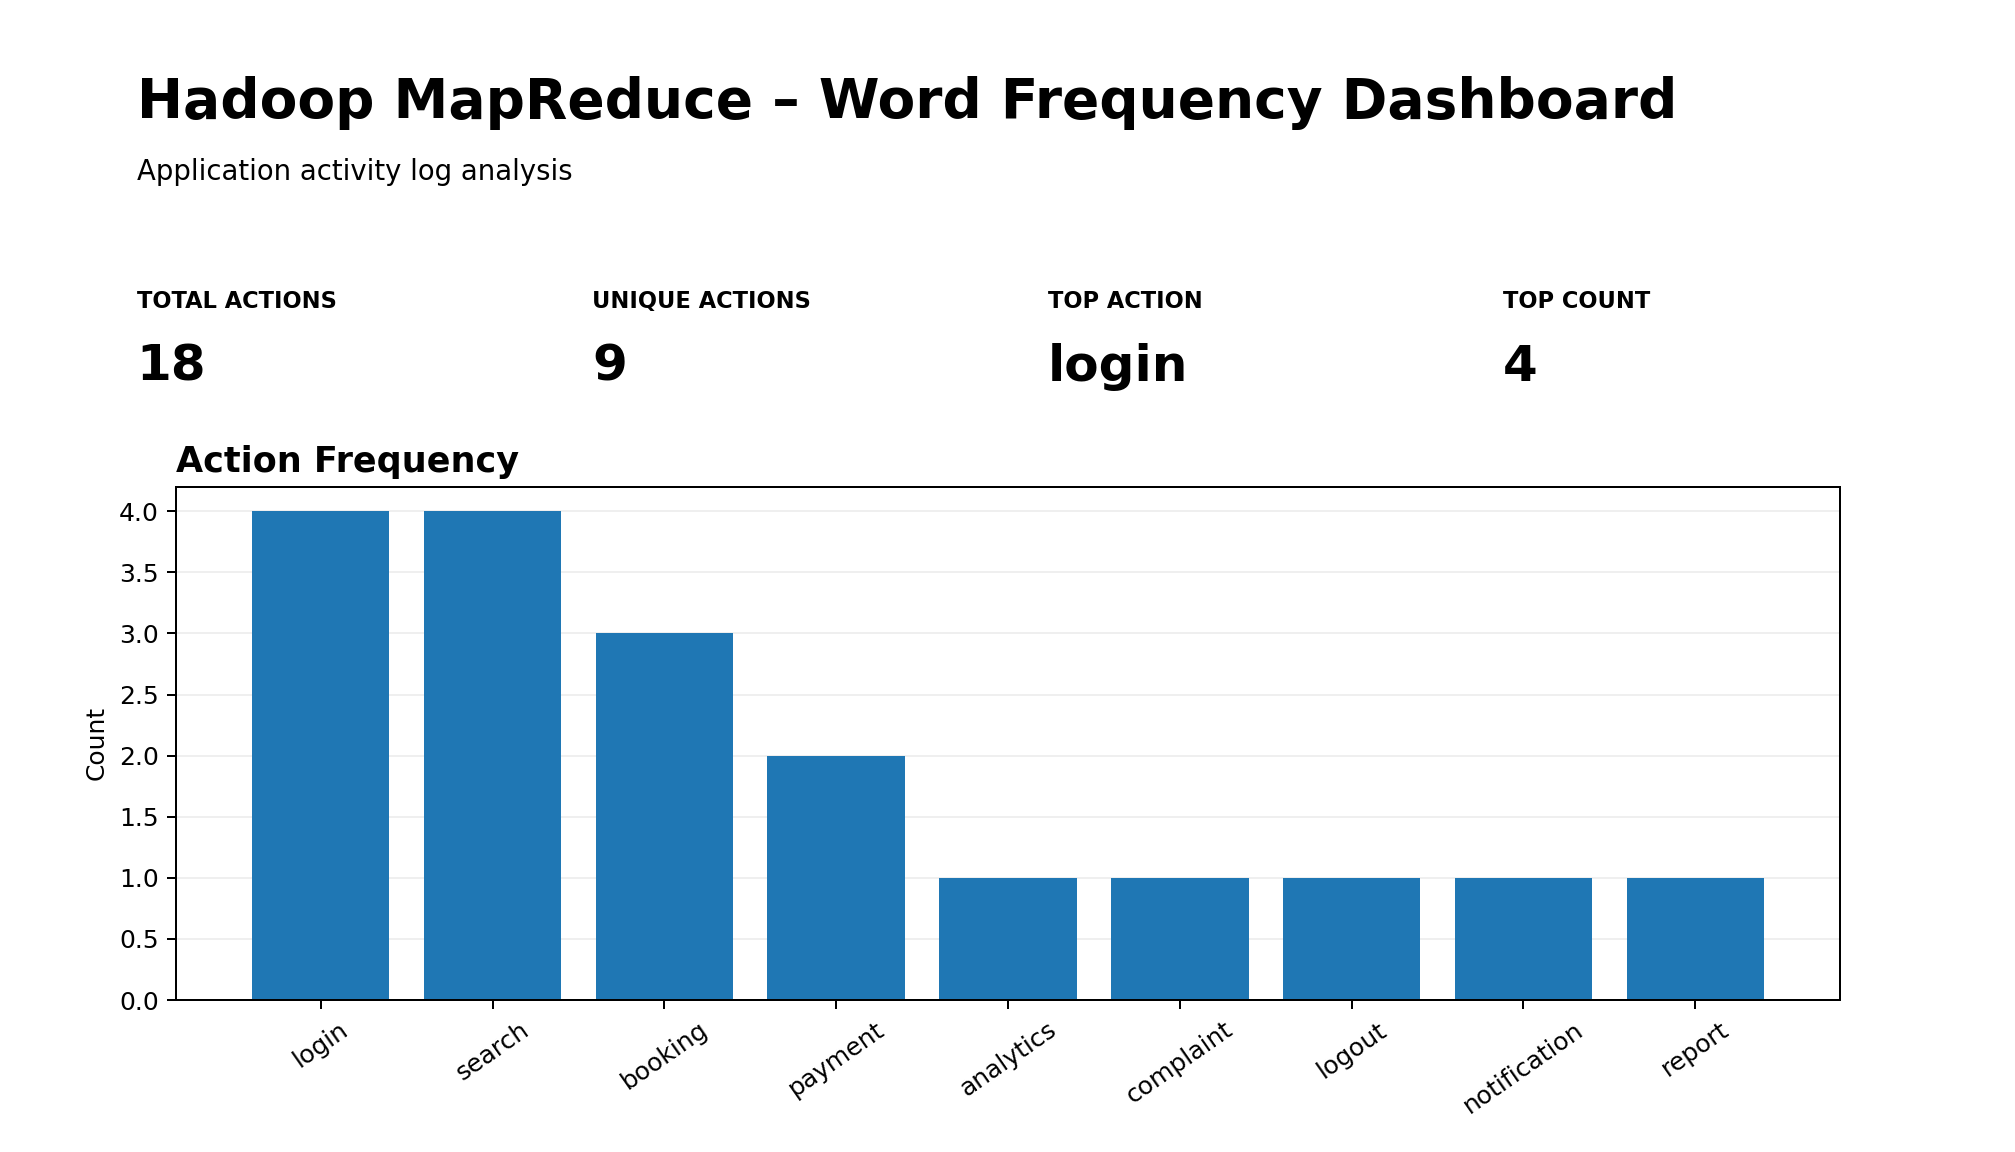 Hadoop MapReduce – Word Frequency Dashboard
Application activity log analysis
TOTAL ACTIONS
18
UNIQUE ACTIONS
9
TOP ACTION
login
TOP COUNT
4
Action Frequency
Count
4.0
3.5
3.0
2.5
2.0
1.5
1.0
0.5
0.0
login
search
booking
payment
analytics
complaint
logout
notification
report